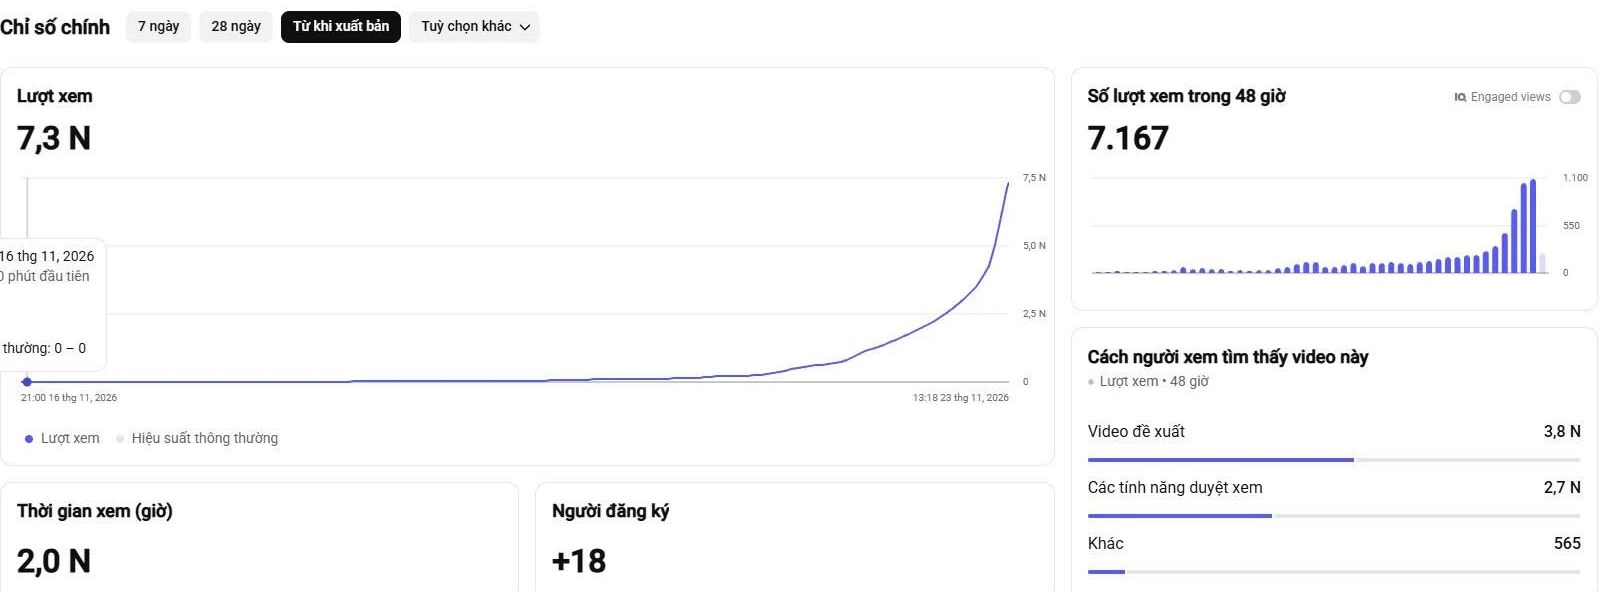 Chỉ số chính
7 ngày
28 ngày
Từ khi xuất bản
Tuỳ chọn khác
Lượt xem
7,3 N
7,5 N
5,0 N
2,5 N
0
16 thg 11, 2026
0 phút đầu tiên
thường: 0 – 0
21:00 16 thg 11, 2026
13:18 23 thg 11, 2026
Lượt xem
Hiệu suất thông thường
Thời gian xem (giờ)
2,0 N
Người đăng ký
+18
Số lượt xem trong 48 giờ
IQ Engaged views
7.167
1.100
550
0
Cách người xem tìm thấy video này
Lượt xem • 48 giờ
Video đề xuất 3,8 N
Các tính năng duyệt xem 2,7 N
Khác 565